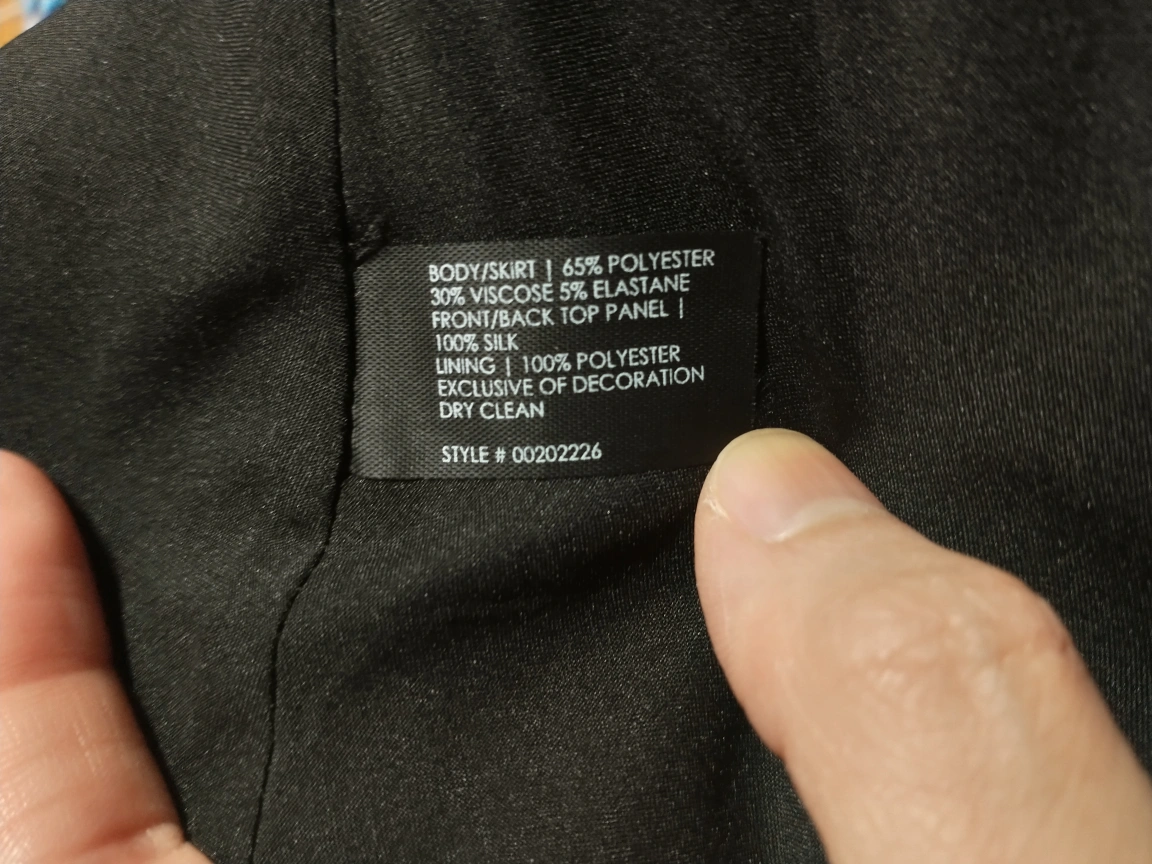 BODY/SKIRT | 65% POLYESTER
30% VISCOSE 5% ELASTANE
FRONT/BACK TOP PANEL |
100% SILK
LINING | 100% POLYESTER
EXCLUSIVE OF DECORATION
DRY CLEAN
STYLE # 00202226